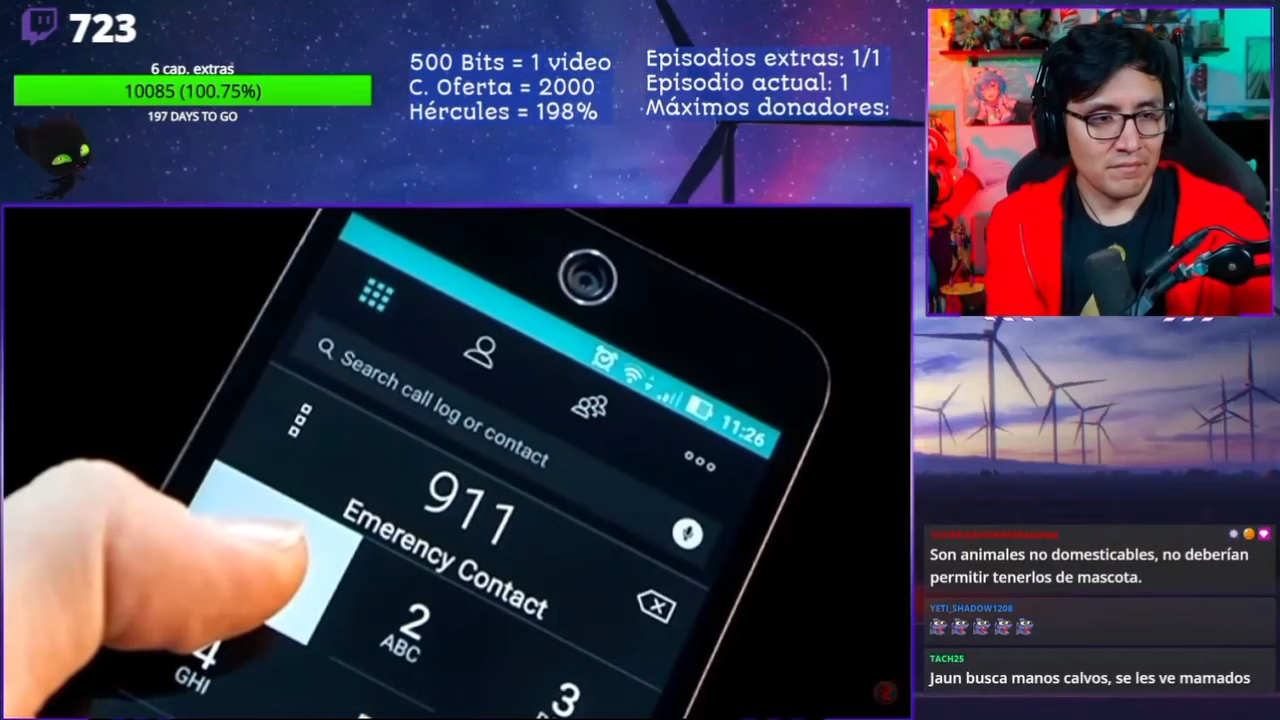 723
6 cap. extras
10085 (100.75%)
197 DAYS TO GO
500 Bits = 1 video
C. Oferta = 2000
Hércules = 198%
Episodios extras: 1/1
Episodio actual: 1
Máximos donadores:
11:26
Search call log or contact
911
Emerency Contact
2
ABC
4
GHI
3
Son animales no domesticables, no deberían
permitir tenerlos de mascota.
YETI_SHADOW1208
TACH25
Jaun busca manos calvos, se les ve mamados